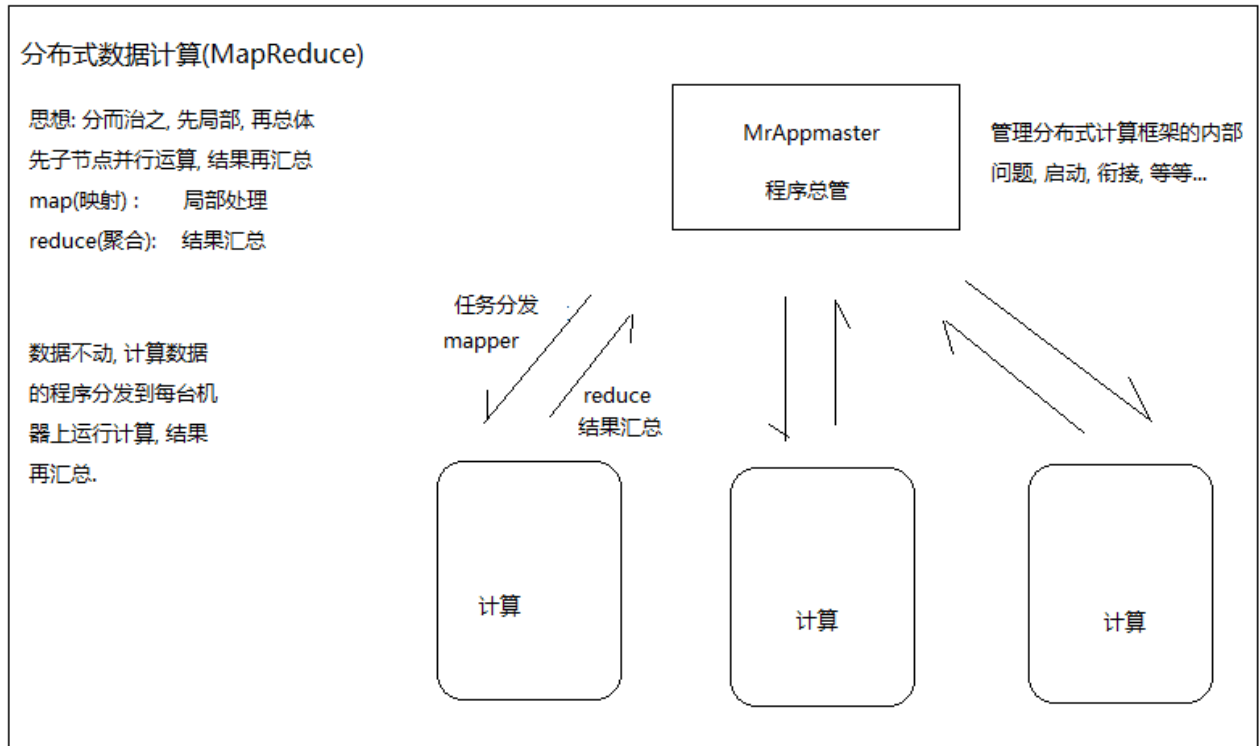 分布式数据计算(MapReduce)
思想: 分而治之, 先局部, 再总体
先子节点并行运算, 结果再汇总
map(映射) : 局部处理
reduce(聚合): 结果汇总
MrAppmaster
程序总管
管理分布式计算框架的内部
问题, 启动, 衔接, 等等...
任务分发
mapper
reduce
结果汇总
数据不动, 计算数据
的程序分发到每台机
器上运行计算, 结果
再汇总.
计算
计算
计算